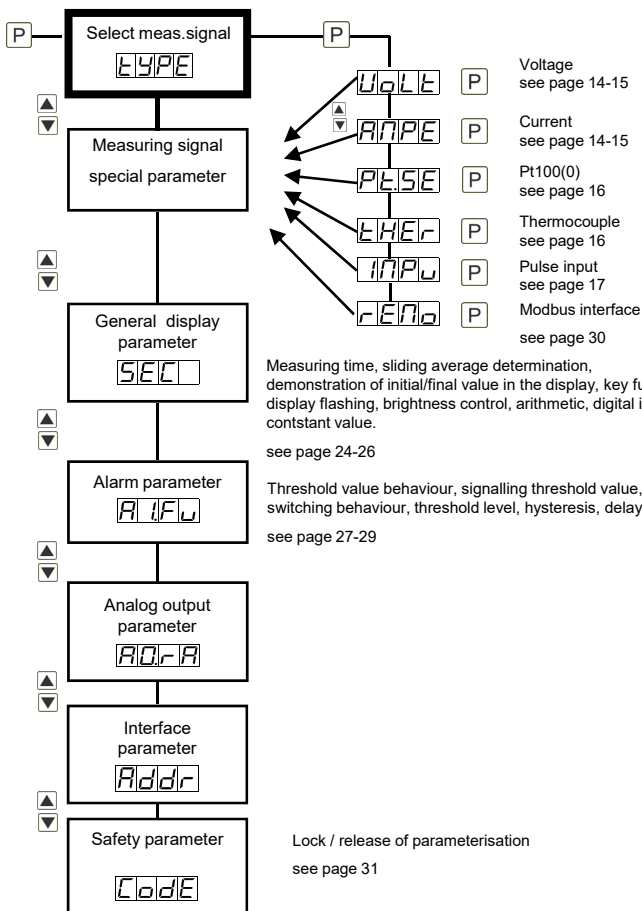 P
Select meas.signal
tYPE
P
UoLt P Voltage
see page 14-15
AMPE P Current
see page 14-15
Measuring signal
special parameter
Pt.SE P Pt100(0)
see page 16
tHEr P Thermocouple
see page 16
IMPu P Pulse input
see page 17
rEMo P Modbus interface
see page 30
General display
parameter
SEC
Measuring time, sliding average determination,
demonstration of initial/final value in the display, key fu
display flashing, brightness control, arithmetic, digital i
contstant value.
see page 24-26
Alarm parameter
A1.Fu
Threshold value behaviour, signalling threshold value,
switching behaviour, threshold level, hysteresis, delay
see page 27-29
Analog output
parameter
AO.rA
Interface
parameter
Addr
Safety parameter
CodE
Lock / release of parameterisation
see page 31